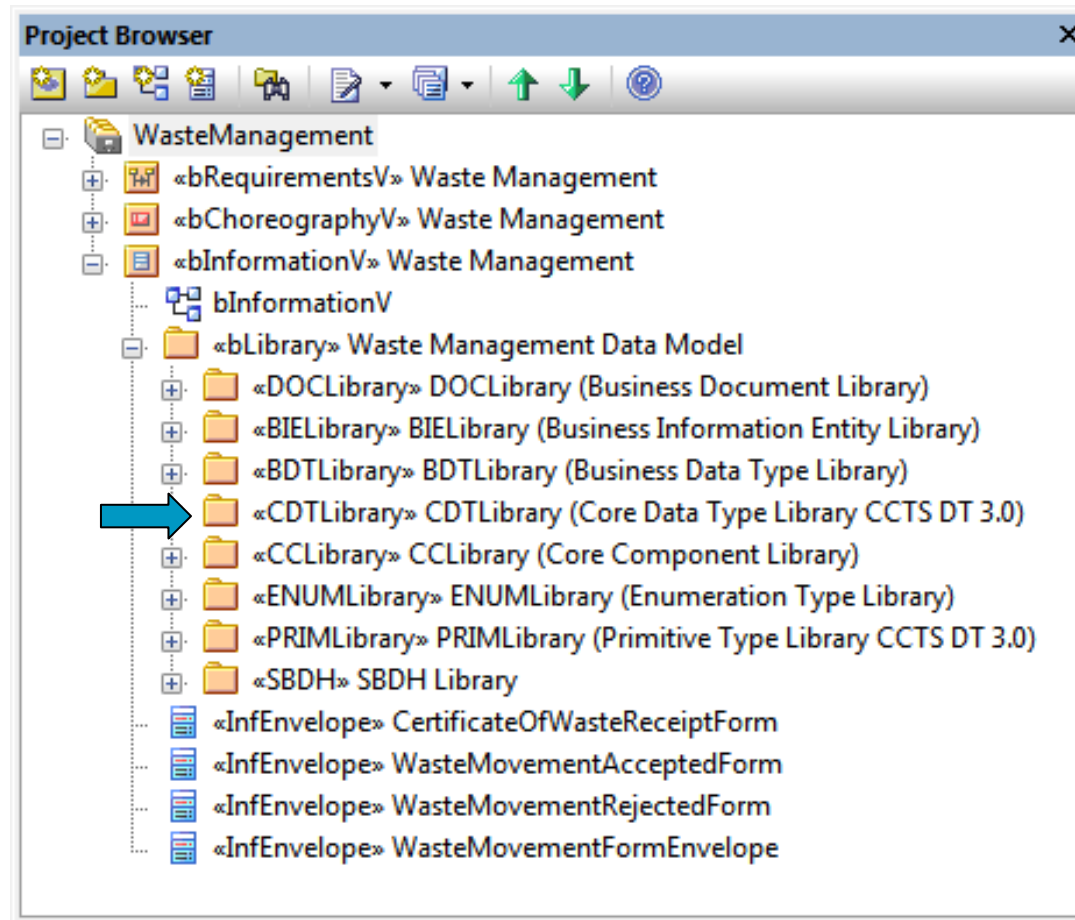 Project Browser
WasteManagement
«bRequirementsV» Waste Management
«bChoreographyV» Waste Management
«bInformationV» Waste Management
bInformationV
«bLibrary» Waste Management Data Model
«DOCLibrary» DOCLibrary (Business Document Library)
«BIELibrary» BIELibrary (Business Information Entity Library)
«BDTLibrary» BDTLibrary (Business Data Type Library)
«CDTLibrary» CDTLibrary (Core Data Type Library CCTS DT 3.0)
«CCLibrary» CCLibrary (Core Component Library)
«ENUMLibrary» ENUMLibrary (Enumeration Type Library)
«PRIMLibrary» PRIMLibrary (Primitive Type Library CCTS DT 3.0)
«SBDH» SBDH Library
«InfEnvelope» CertificateOfWasteReceiptForm
«InfEnvelope» WasteMovementAcceptedForm
«InfEnvelope» WasteMovementRejectedForm
«InfEnvelope» WasteMovementFormEnvelope